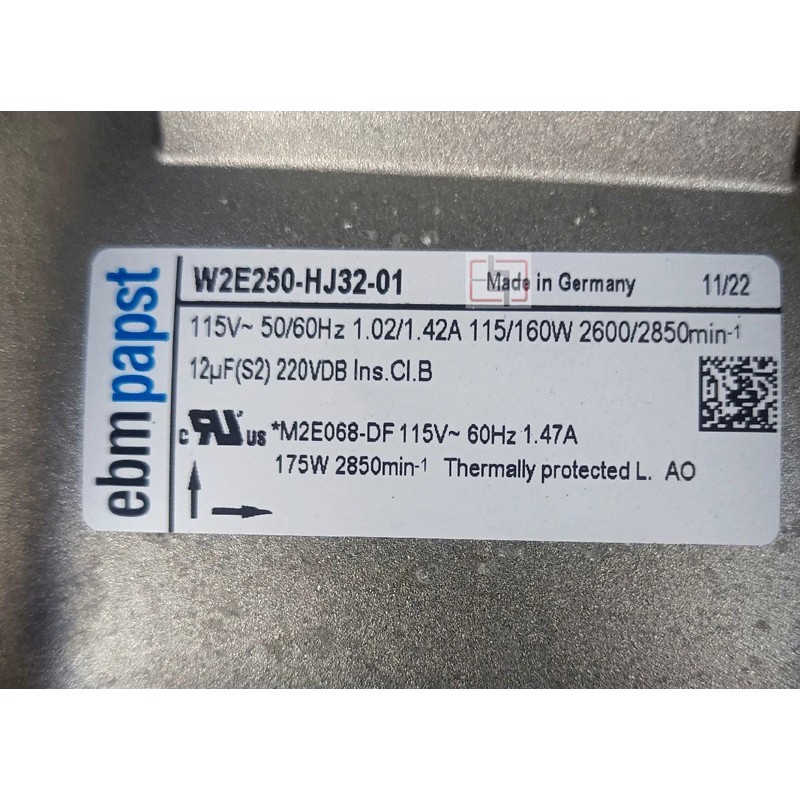 ebmpapst
W2E250-HJ32-01 Made in Germany 11/22
115V~ 50/60Hz 1.02/1.42A 115/160W 2600/2850min-1
12µF(S2) 220VDB Ins.Cl.B
c RU us *M2E068-DF 115V~ 60Hz 1.47A
175W 2850min-1 Thermally protected L. AO